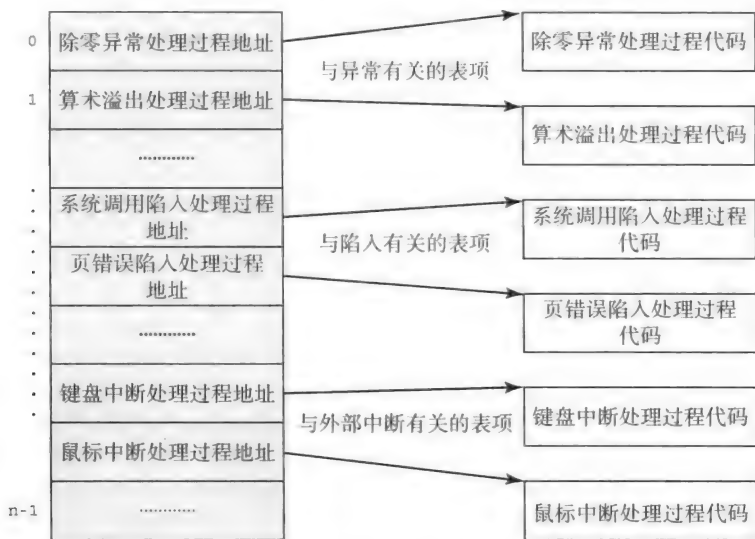 0
除零异常处理过程地址
除零异常处理过程代码
与异常有关的表项
1
算术溢出处理过程地址
算术溢出处理过程代码
…………
系统调用陷入处理过程
地址
系统调用陷入处理过程
代码
与陷入有关的表项
页错误陷入处理过程
地址
页错误陷入处理过程
代码
…………
键盘中断处理过程地址
键盘中断处理过程代码
与外部中断有关的表项
鼠标中断处理过程地址
鼠标中断处理过程代码
n-1
…………